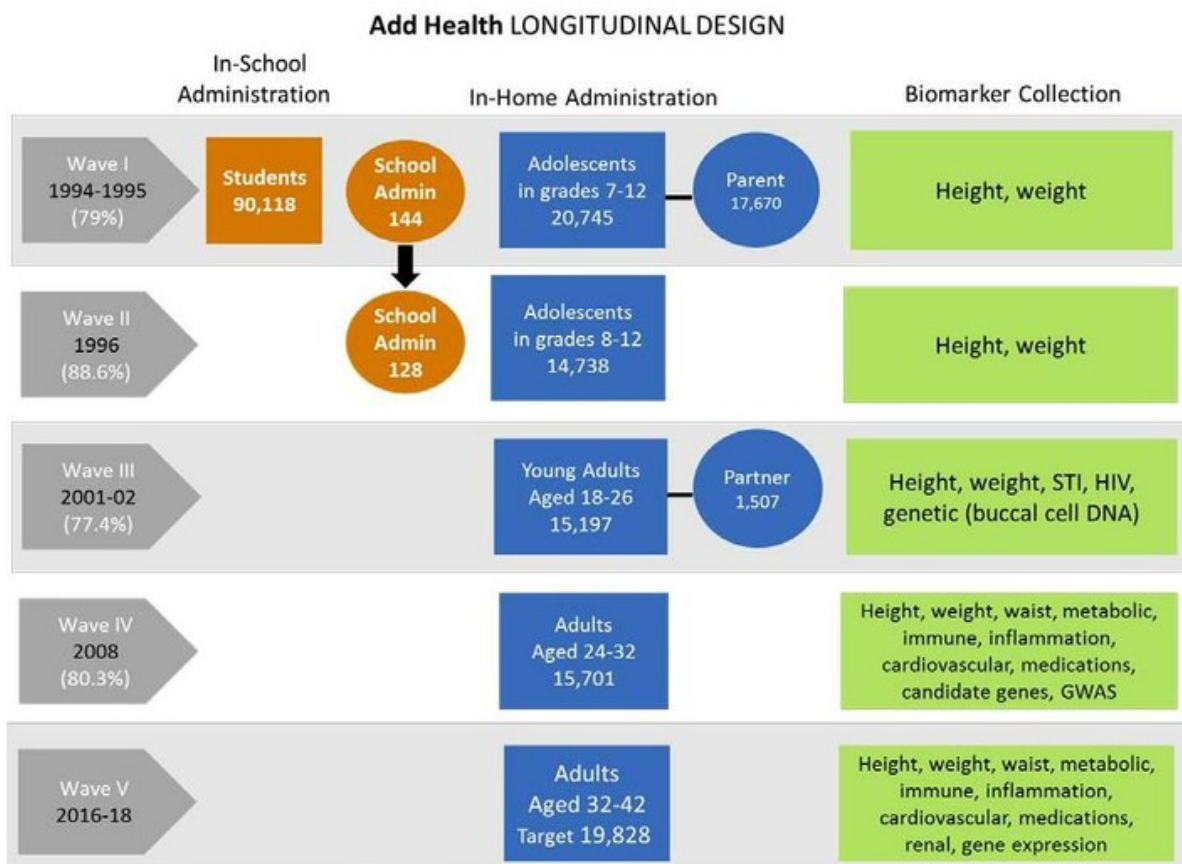 Add Health LONGITUDINAL DESIGN
In-School
Administration
In-Home Administration
Biomarker Collection
Wave I
1994-1995
(79%)
Students
90,118
School
Admin
144
Adolescents
in grades 7-12
20,745
Parent
17,670
Height, weight
Wave II
1996
(88.6%)
School
Admin
128
Adolescents
in grades 8-12
14,738
Height, weight
Wave III
2001-02
(77.4%)
Young Adults
Aged 18-26
15,197
Partner
1,507
Height, weight, STI, HIV,
genetic (buccal cell DNA)
Wave IV
2008
(80.3%)
Adults
Aged 24-32
15,701
Height, weight, waist, metabolic,
immune, inflammation,
cardiovascular, medications,
candidate genes, GWAS
Wave V
2016-18
Adults
Aged 32-42
Target 19,828
Height, weight, waist, metabolic,
immune, inflammation,
cardiovascular, medications,
renal, gene expression